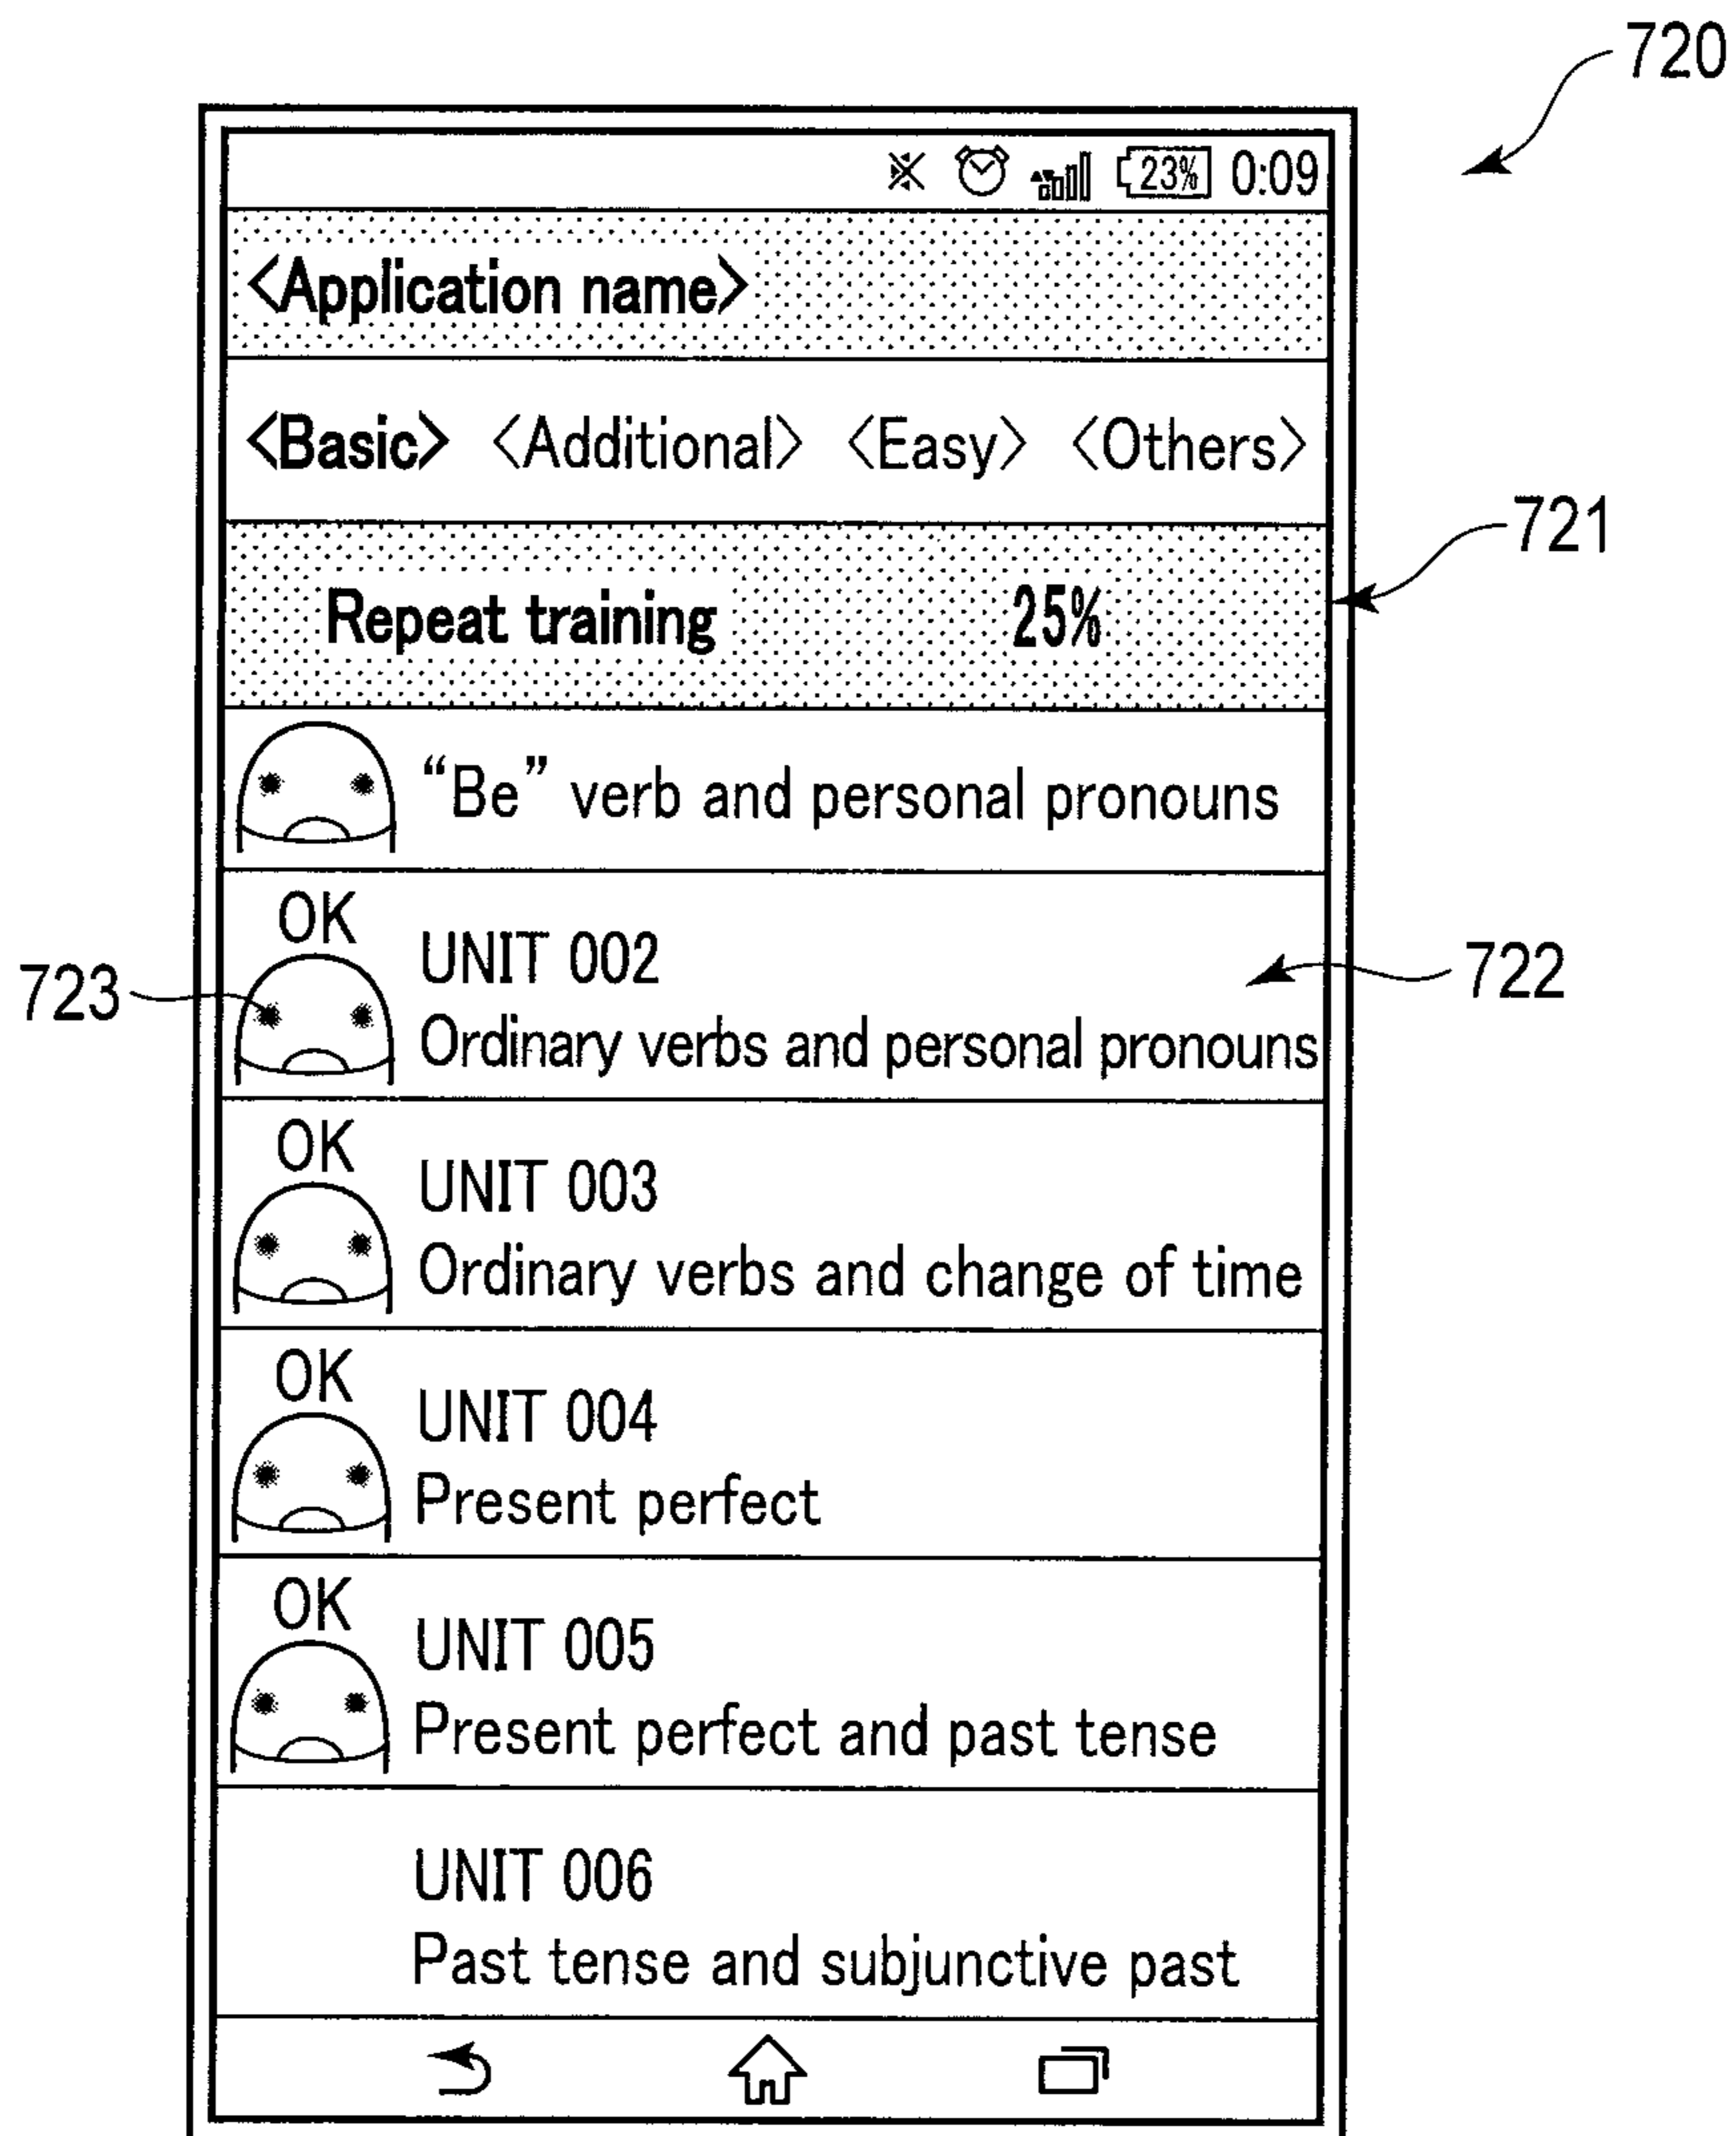 720
23% 0:09
<Application name>
<Basic> <Additional> <Easy> <Others>
721
Repeat training 25%
“Be” verb and personal pronouns
OK
UNIT 002
722
723
Ordinary verbs and personal pronouns
OK
UNIT 003
Ordinary verbs and change of time
OK
UNIT 004
Present perfect
OK
UNIT 005
Present perfect and past tense
UNIT 006
Past tense and subjunctive past